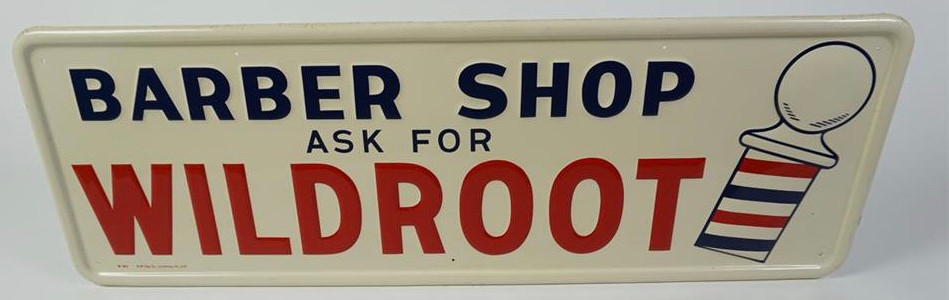 BARBER SHOP
ASK FOR
WILDROOT